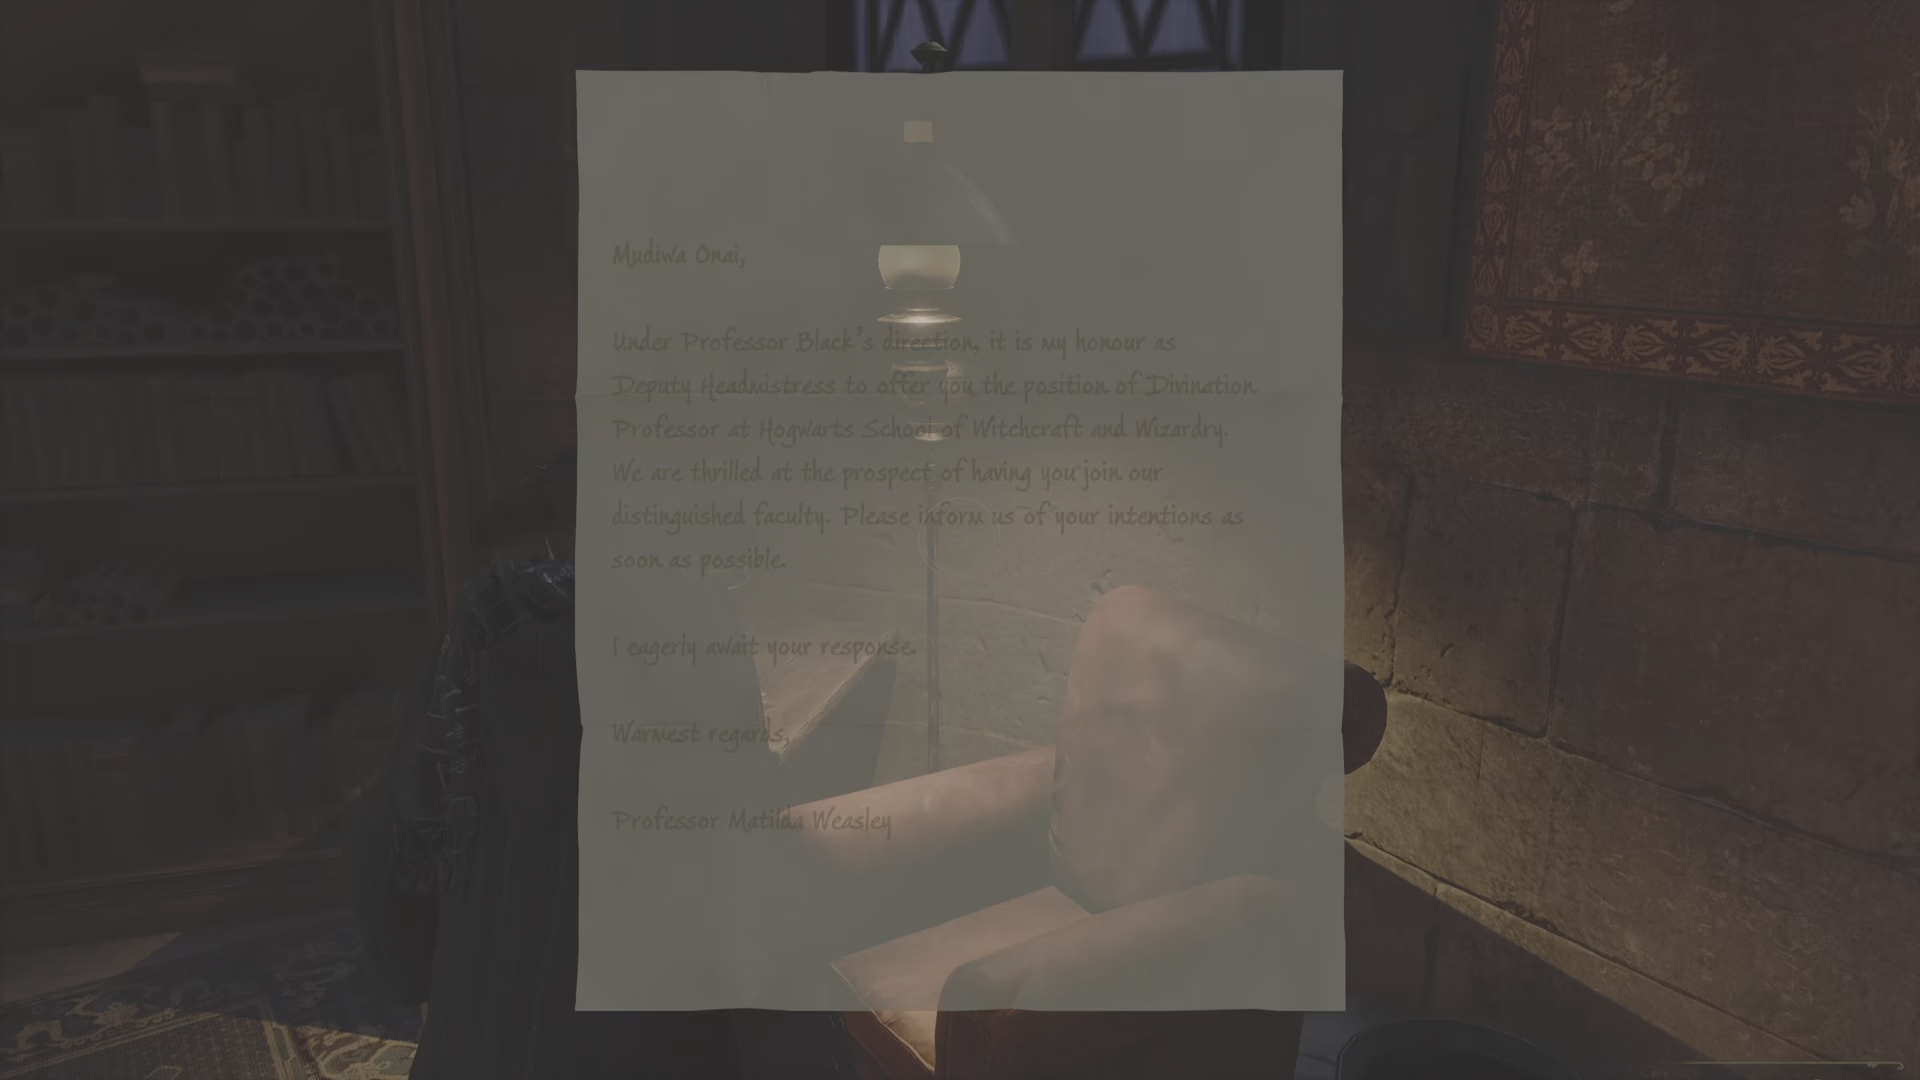 Mudiwa Onai,
Under Professor Black's direction, it is my honour as
Deputy Headmistress to offer you the position of Divination
Professor at Hogwarts School of Witchcraft and Wizardry.
We are thrilled at the prospect of having you join our
distinguished faculty. Please inform us of your intentions as
soon as possible.
I eagerly await your response.
Warmest regards,
Professor Matilda Weasley